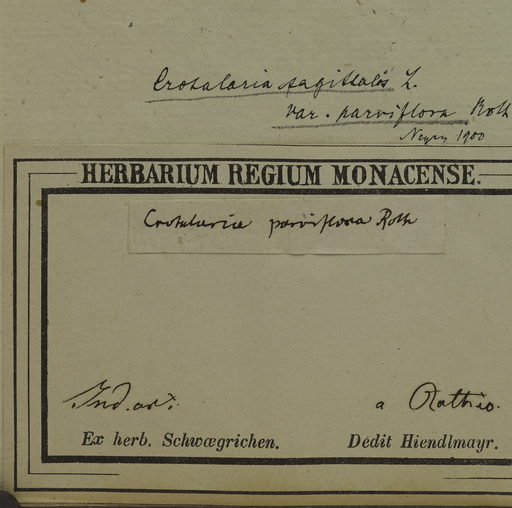 Crotalaria sagittalis L.
var. parviflora Roth
1900
HERBARIUM REGIUM MONACENSE.
Crotalaria parviflora Roth
Ind. or.
a Rothio.
Ex herb. Schwægrichen.
Dedit Hiendlmayr.